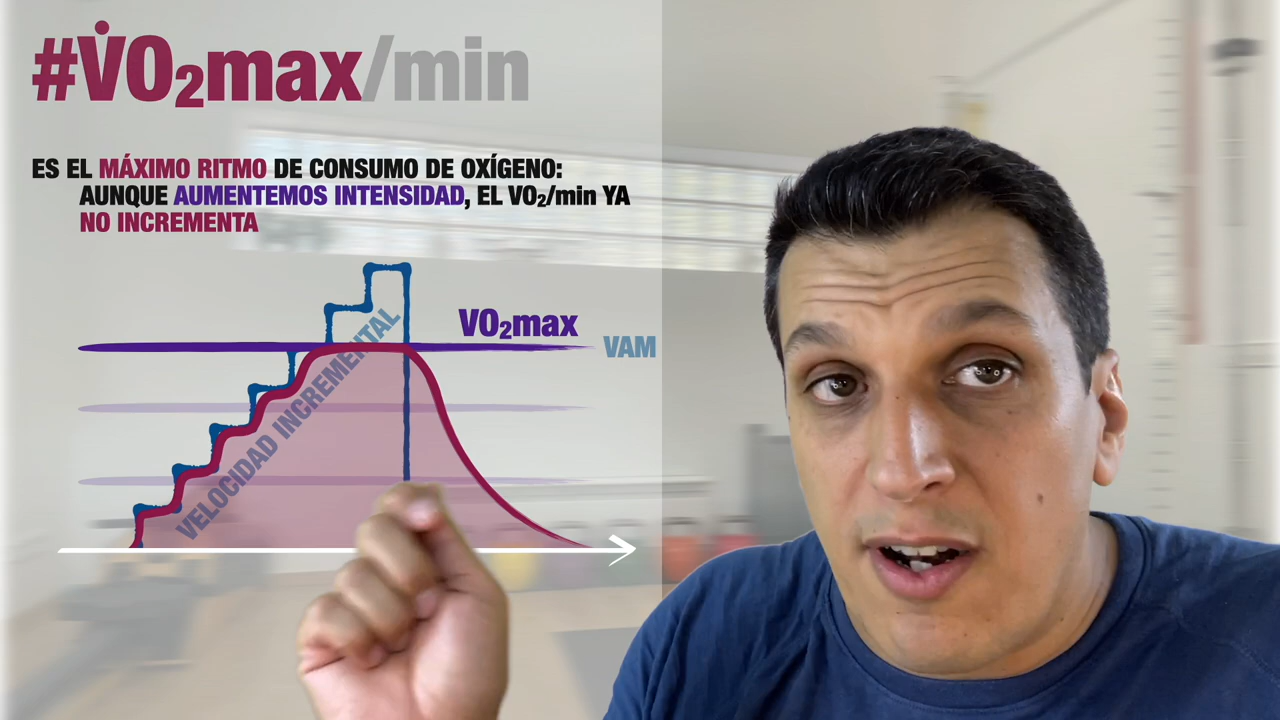 #V̇O₂max/min
ES EL MÁXIMO RITMO DE CONSUMO DE OXÍGENO:
AUNQUE AUMENTEMOS INTENSIDAD, EL VO₂/min YA
NO INCREMENTA
VO₂max
VAM
VELOCIDAD INCREMENTAL